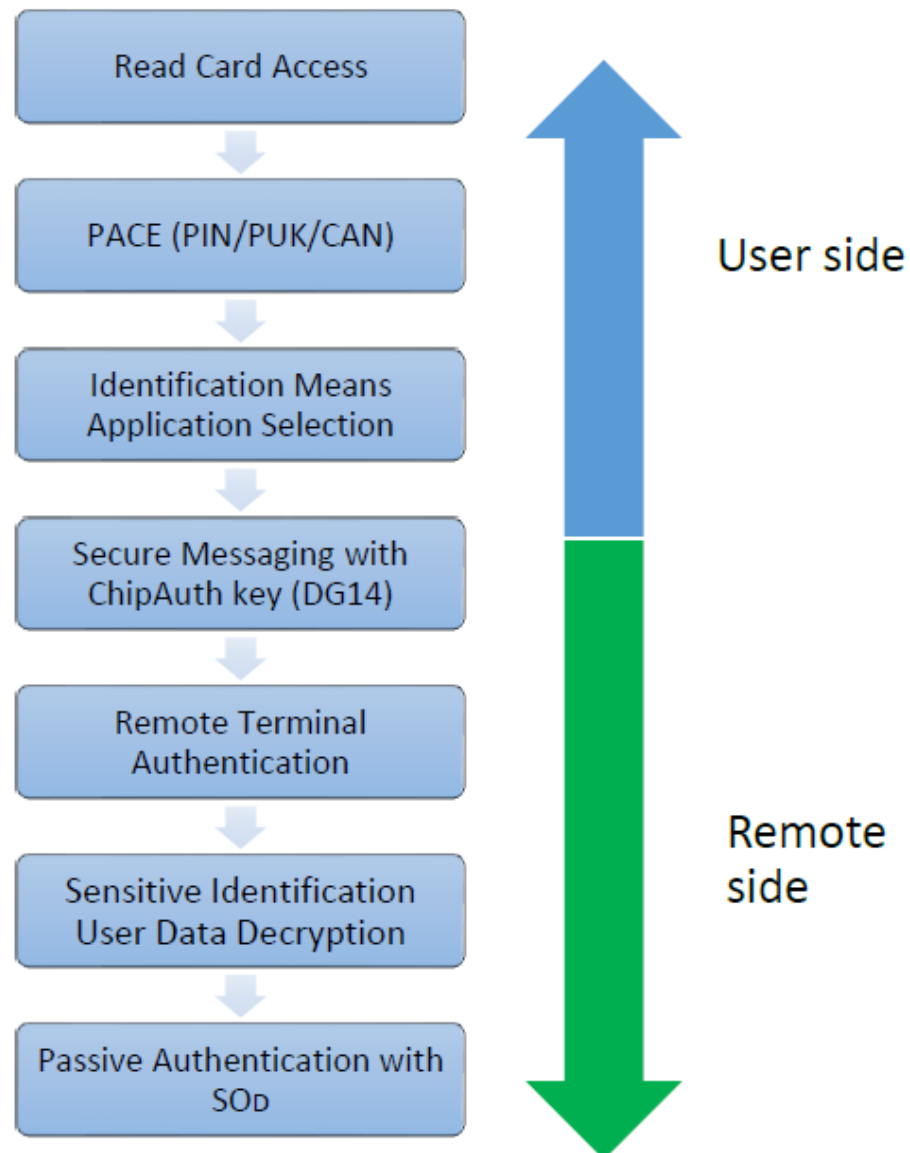 Read Card Access
PACE (PIN/PUK/CAN)
Identification Means
Application Selection
Secure Messaging with
ChipAuth key (DG14)
Remote Terminal
Authentication
Sensitive Identification
User Data Decryption
Passive Authentication with
SOD
User side
Remote
side